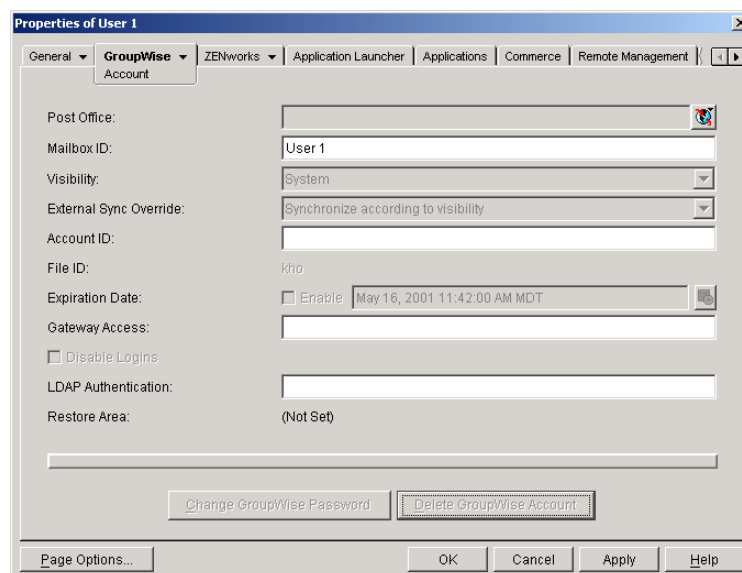 Properties of User 1
General GroupWise ZENworks Application Launcher Applications Commerce Remote Management
Account
Post Office:
Mailbox ID: User 1
Visibility: System
External Sync Override: Synchronize according to visibility
Account ID:
File ID: kho
Expiration Date: Enable May 16, 2001 11:42:00 AM MDT
Gateway Access:
Disable Logins
LDAP Authentication:
Restore Area: (Not Set)
Change GroupWise Password Delete GroupWise Account
Page Options... OK Cancel Apply Help